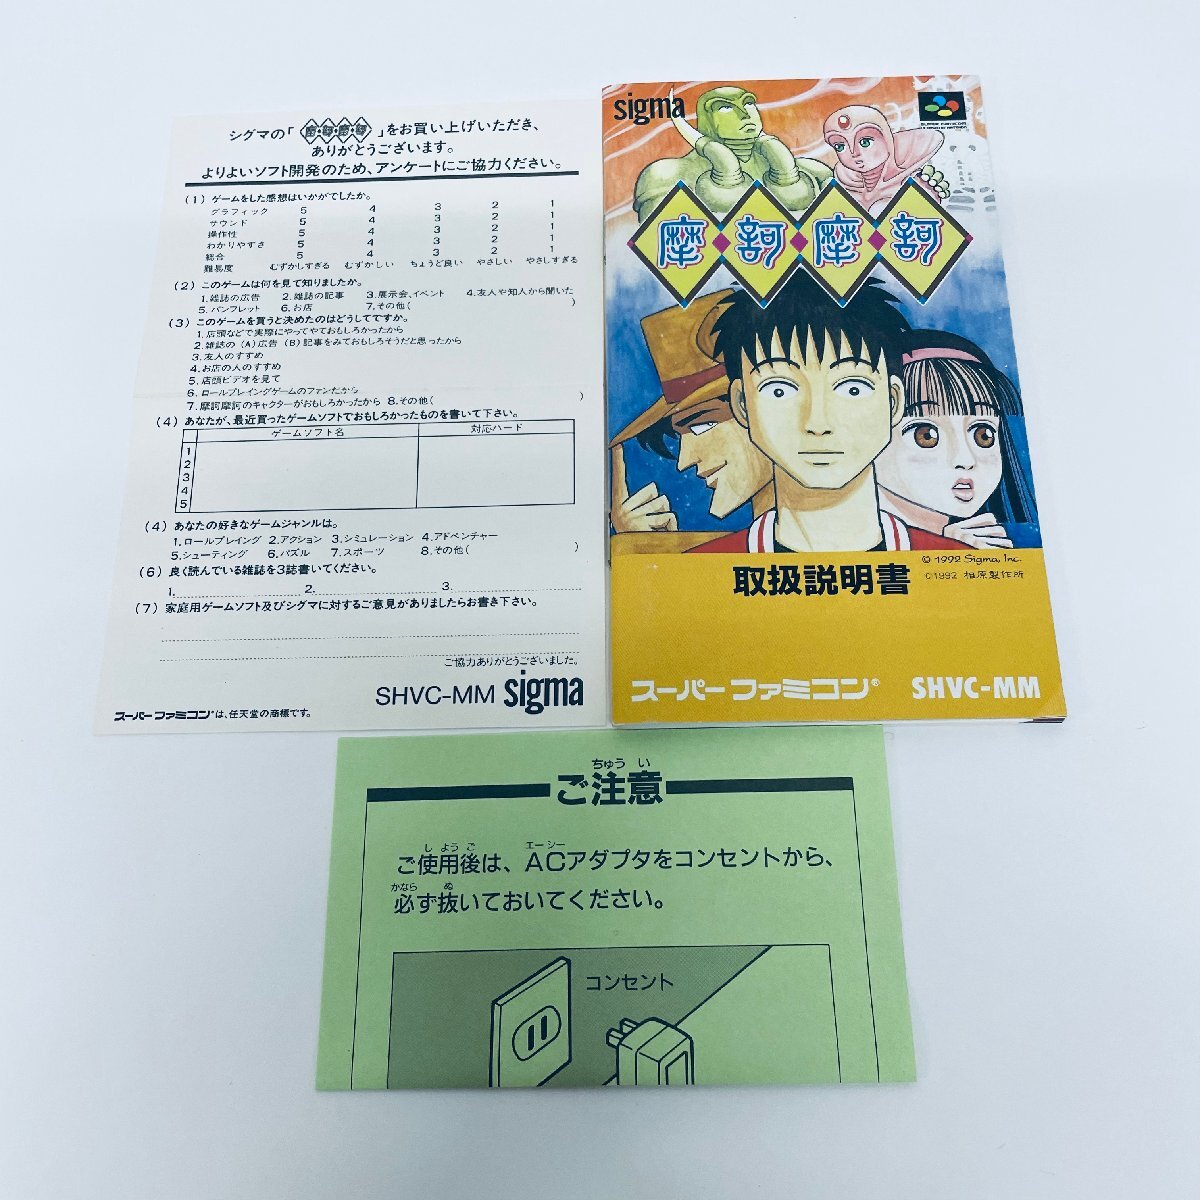 シグマの「摩訶摩訶」をお買い上げいただき、
ありがとうございます。
よりよいソフト開発のため、アンケートにご協力ください。
(1) ゲームをした感想はいかがでしたか。
グラフィック 5 4 3 2 1
サウンド 5 4 3 2 1
操作性 5 4 3 2 1
わかりやすさ 5 4 3 2 1
総合 5 4 3 2 1
難易度 むずかしすぎる むずかしい ちょうど良い やさしい やさしすぎる
(2) このゲームは何を見て知りましたか。
1.雑誌の広告 2.雑誌の記事 3.展示会、イベント 4.友人や知人から聞いた
5.パンフレット 6.お店 7.その他( )
(3) このゲームを買うと決めたのはどうしてですか。
1.店頭などで実際にやってやておもしろかったから
2.雑誌の (A)広告 (B)記事をみておもしろそうだと思ったから
3.友人のすすめ
4.お店の人のすすめ
5.店頭ビデオを見て
6.ロールプレイングゲームのファンだから
7.摩訶摩訶のキャラクターがおもしろかったから 8.その他( )
(4) あなたが、最近買ったゲームソフトでおもしろかったものを書いて下さい。
ゲームソフト名 対応ハード
1
2
3
4
5
(4) あなたの好きなゲームジャンルは。
1.ロールプレイング 2.アクション 3.シミュレーション 4.アドベンチャー
5.シューティング 6.パズル 7.スポーツ 8.その他( )
(6) 良く読んでいる雑誌を3誌書いてください。
1. 2. 3.
(7) 家庭用ゲームソフト及びシグマに対するご意見がありましたらお書き下さい。
ご協力ありがとうございました。
SHVC-MM sigma
スーパーファミコン®は、任天堂の商標です。
sigma
摩訶摩訶
© 1992 Sigma, Inc.
©1992 相原製作所
取扱説明書
スーパーファミコン® SHVC-MM
ちゅう い
ご注意
し よう ご エーシー
ご使用後は、ACアダプタをコンセントから、
かなら ぬ
必ず抜いておいてください。
コンセント